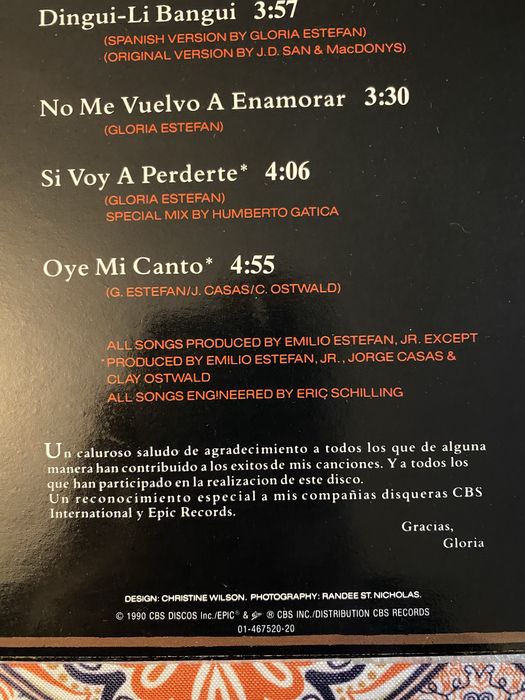 Dingui-Li Bangui 3:57
(SPANISH VERSION BY GLORIA ESTEFAN)
(ORIGINAL VERSION BY J.D. SAN & MacDONYS)
No Me Vuelvo A Enamorar 3:30
(GLORIA ESTEFAN)
Si Voy A Perderte* 4:06
(GLORIA ESTEFAN)
SPECIAL MIX BY HUMBERTO GATICA
Oye Mi Canto* 4:55
(G. ESTEFAN/J. CASAS/C. OSTWALD)
ALL SONGS PRODUCED BY EMILIO ESTEFAN, JR. EXCEPT
*PRODUCED BY EMILIO ESTEFAN, JR., JORGE CASAS &
CLAY OSTWALD
ALL SONGS ENGINEERED BY ERIC SCHILLING
Un caluroso saludo de agradecimiento a todos los que de alguna
manera han contribuido a los exitos de mis canciones. Y a todos los
que han participado en la realizacion de este disco.
Un reconocimiento especial a mis compañias disqueras CBS
International y Epic Records.
Gracias,
Gloria
DESIGN: CHRISTINE WILSON. PHOTOGRAPHY: RANDEE ST. NICHOLAS.
© 1990 CBS DISCOS Inc./EPIC® & ® CBS INC./DISTRIBUTION CBS RECORDS
01-467520-20